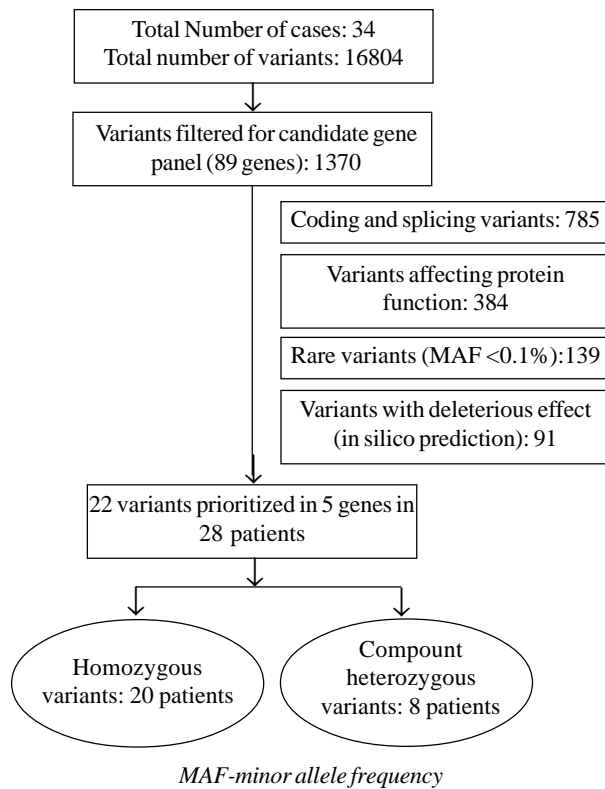 Total Number of cases: 34
Total number of variants: 16804
Variants filtered for candidate gene
panel (89 genes): 1370
Coding and splicing variants: 785
Variants affecting protein
function: 384
Rare variants (MAF <0.1%):139
Variants with deleterious effect
(in silico prediction): 91
22 variants prioritized in 5 genes in
28 patients
Homozygous
variants: 20 patients
Compount
heterozygous
variants: 8 patients
MAF-minor allele frequency